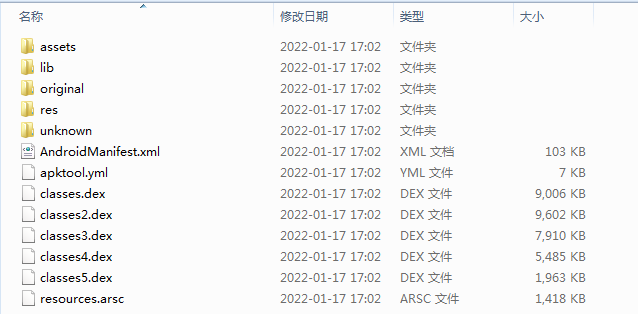 名称 修改日期 类型 大小
assets 2022-01-17 17:02 文件夹
lib 2022-01-17 17:02 文件夹
original 2022-01-17 17:02 文件夹
res 2022-01-17 17:02 文件夹
unknown 2022-01-17 17:02 文件夹
AndroidManifest.xml 2022-01-17 17:02 XML 文档 103 KB
apktool.yml 2022-01-17 17:02 YML 文件 7 KB
classes.dex 2022-01-17 17:02 DEX 文件 9,006 KB
classes2.dex 2022-01-17 17:02 DEX 文件 9,602 KB
classes3.dex 2022-01-17 17:02 DEX 文件 7,910 KB
classes4.dex 2022-01-17 17:02 DEX 文件 5,485 KB
classes5.dex 2022-01-17 17:02 DEX 文件 1,963 KB
resources.arsc 2022-01-17 17:02 ARSC 文件 1,418 KB